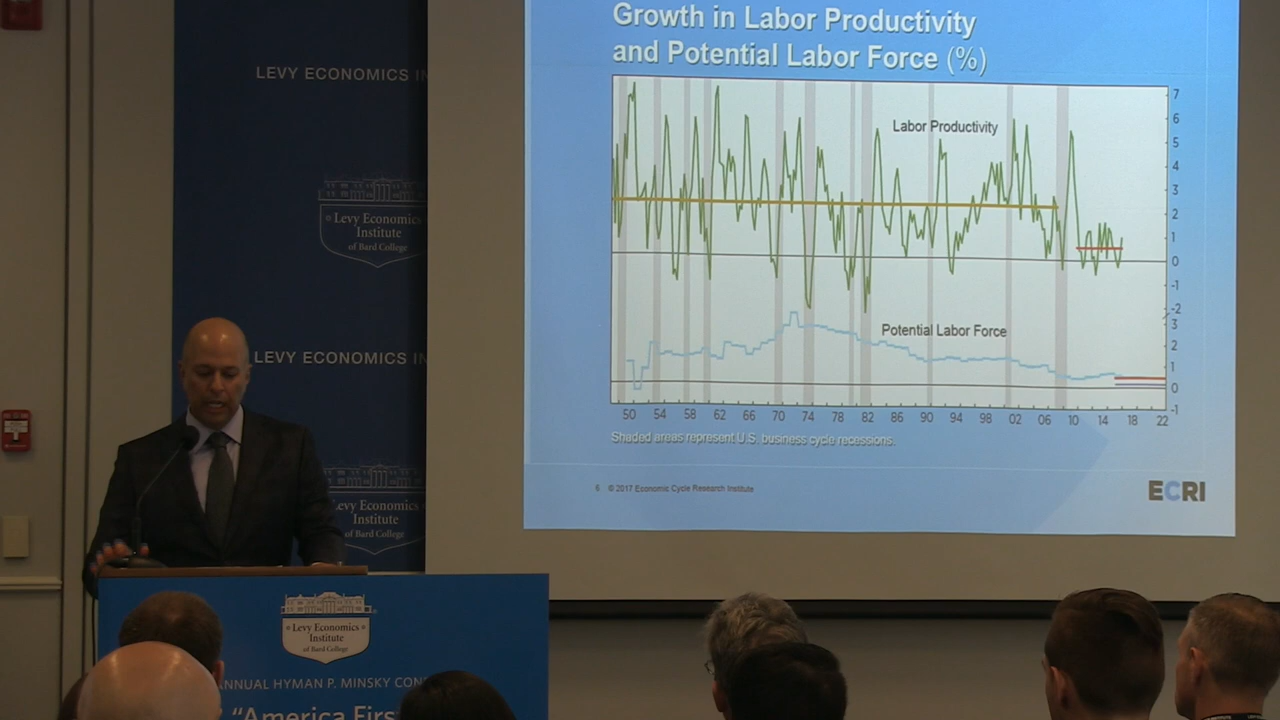 Growth in Labor Productivity
and Potential Labor Force (%)
Labor Productivity
7
6
5
4
3
2
1
0
-1
-2
Potential Labor Force
3
2
1
0
-1
50 54 58 62 66 70 74 78 82 86 90 94 98 02 06 10 14 18 22
Shaded areas represent U.S. business cycle recessions.
6 © 2017 Economic Cycle Research Institute
ECRI
LEVY ECONOMICS IN
Levy Economics
Institute
of Bard College
LEVY ECONOMICS IN
Levy Economics
Institute
of Bard College
Levy Economics
Institute
of Bard College
ANNUAL HYMAN P. MINSKY CON
"America Firs